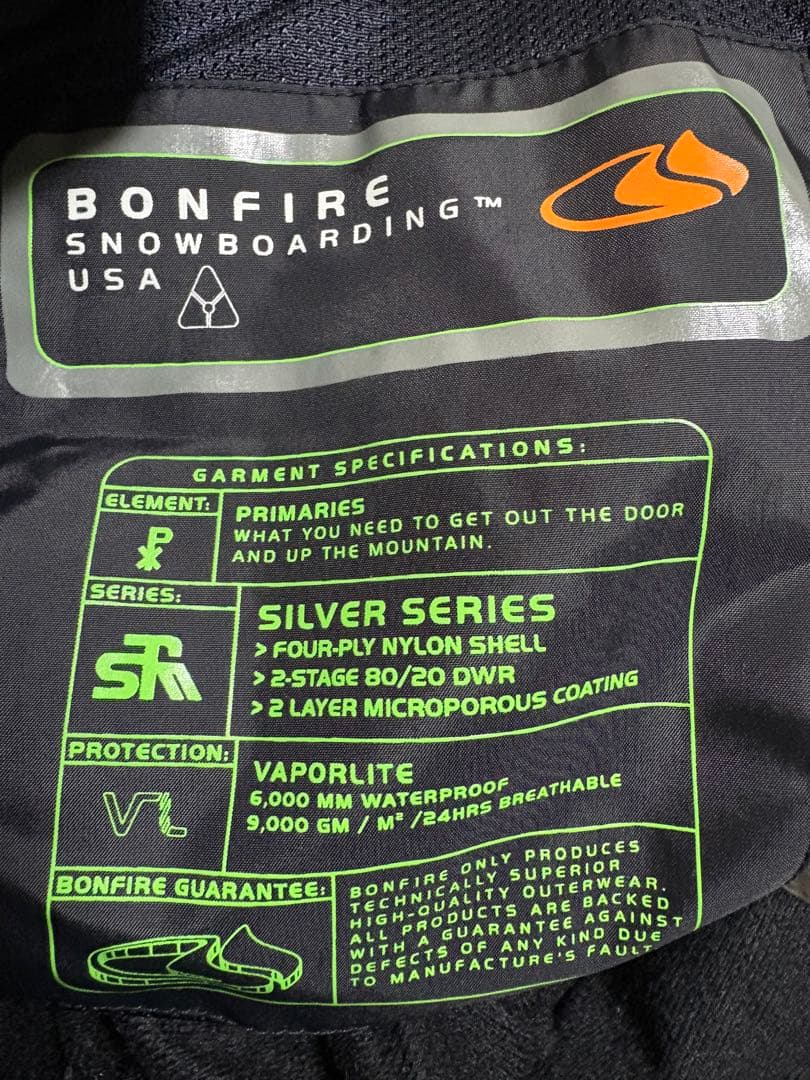 BONFIRE
SNOWBOARDING™
USA
GARMENT SPECIFICATIONS:
ELEMENT:
PRIMARIES
WHAT YOU NEED TO GET OUT THE DOOR
AND UP THE MOUNTAIN.
SERIES:
SILVER SERIES
> FOUR-PLY NYLON SHELL
> 2-STAGE 80/20 DWR
> 2 LAYER MICROPOROUS COATING
PROTECTION:
VL
VAPORLITE
6,000 MM WATERPROOF
9,000 GM / M² /24HRS BREATHABLE
BONFIRE GUARANTEE:
BONFIRE ONLY PRODUCES
TECHNICALLY SUPERIOR
HIGH-QUALITY OUTERWEAR.
ALL PRODUCTS ARE BACKED
WITH A GUARANTEE AGAINST
DEFECTS OF ANY KIND DUE
TO MANUFACTURE'S FAULT